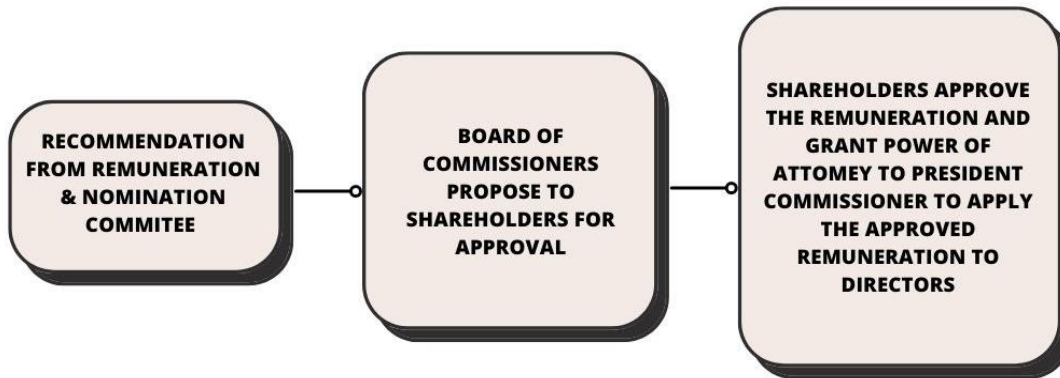 RECOMMENDATION
FROM REMUNERATION
& NOMINATION
COMMITEE
BOARD OF
COMMISSIONERS
PROPOSE TO
SHAREHOLDERS FOR
APPROVAL
SHAREHOLDERS APPROVE
THE REMUNERATION AND
GRANT POWER OF
ATTOMEY TO PRESIDENT
COMMISSIONER TO APPLY
THE APPROVED
REMUNERATION TO
DIRECTORS